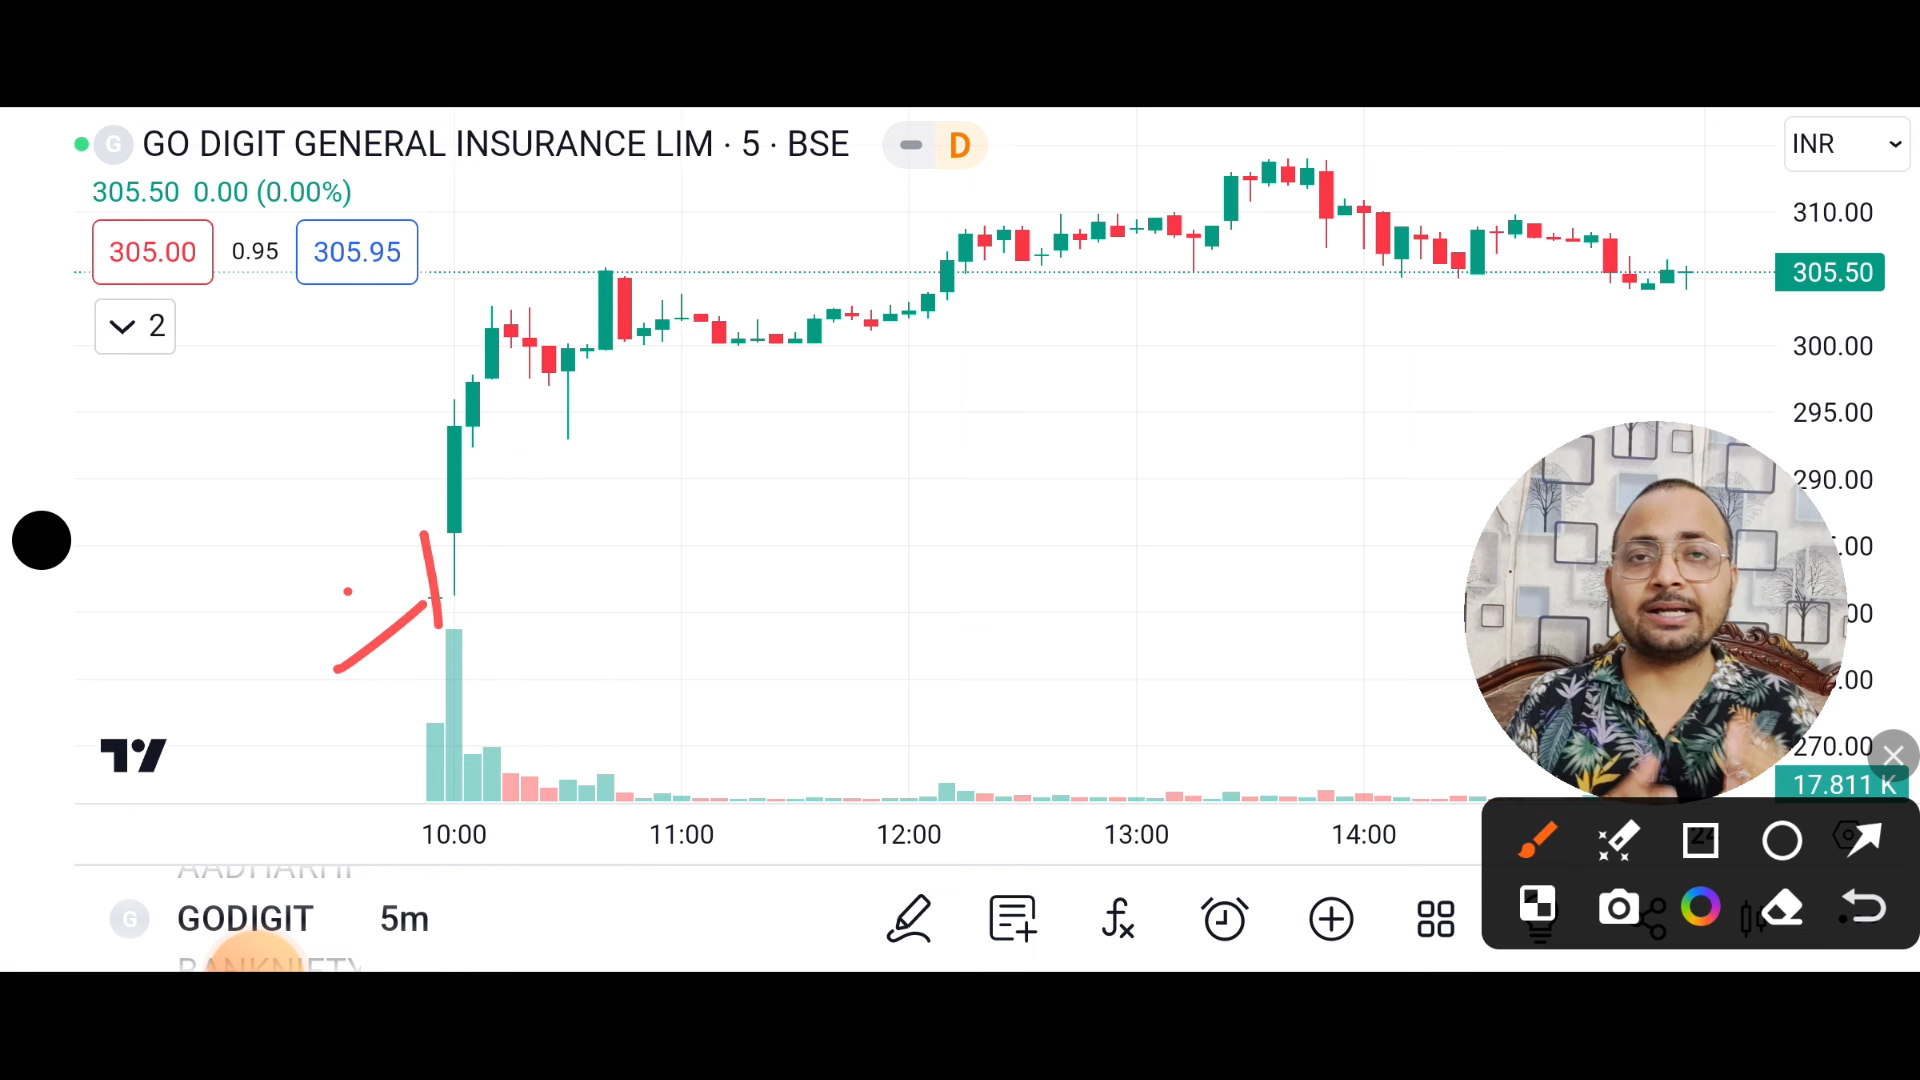 G GO DIGIT GENERAL INSURANCE LIM · 5 · BSE D INR
305.50 0.00 (0.00%)
305.00 0.95 305.95
2
310.00
305.50
300.00
295.00
290.00
270.00
17.811 K
10:00 11:00 12:00 13:00 14:00
AADHARHF
G GODIGIT 5m
BANKNIFTY